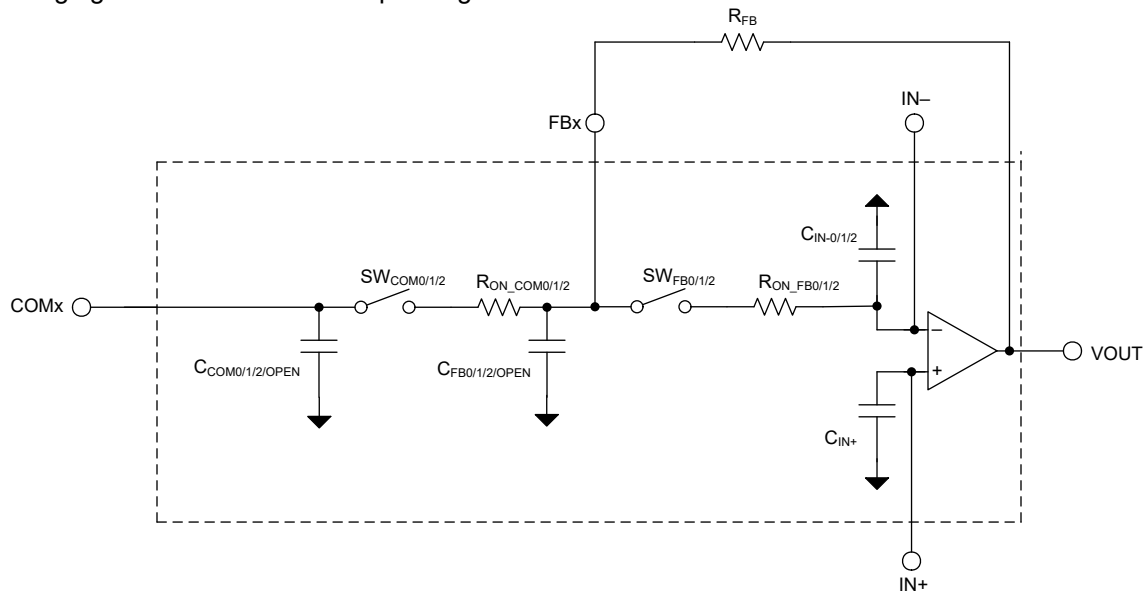 R_FB
IN–
FBx
C_IN-0/1/2
SW_COM0/1/2
R_ON_COM0/1/2
SW_FB0/1/2
R_ON_FB0/1/2
COMx
–
VOUT
+
C_COM0/1/2/OPEN
C_FB0/1/2/OPEN
C_IN+
IN+